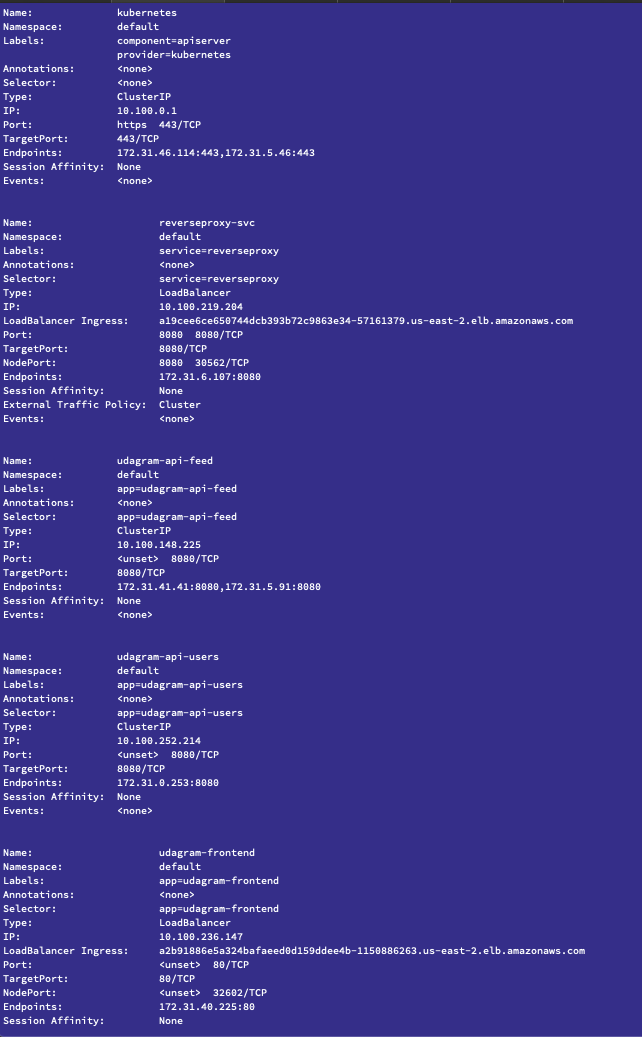 Name: kubernetes
Namespace: default
Labels: component=apiserver
provider=kubernetes
Annotations: <none>
Selector: <none>
Type: ClusterIP
IP: 10.100.0.1
Port: https 443/TCP
TargetPort: 443/TCP
Endpoints: 172.31.46.114:443,172.31.5.46:443
Session Affinity: None
Events: <none>
Name: reverseproxy-svc
Namespace: default
Labels: service=reverseproxy
Annotations: <none>
Selector: service=reverseproxy
Type: LoadBalancer
IP: 10.100.219.204
LoadBalancer Ingress: a19cee6ce650744dcb393b72c9863e34-57161379.us-east-2.elb.amazonaws.com
Port: 8080 8080/TCP
TargetPort: 8080/TCP
NodePort: 8080 30562/TCP
Endpoints: 172.31.6.107:8080
Session Affinity: None
External Traffic Policy: Cluster
Events: <none>
Name: udagram-api-feed
Namespace: default
Labels: app=udagram-api-feed
Annotations: <none>
Selector: app=udagram-api-feed
Type: ClusterIP
IP: 10.100.148.225
Port: <unset> 8080/TCP
TargetPort: 8080/TCP
Endpoints: 172.31.41.41:8080,172.31.5.91:8080
Session Affinity: None
Events: <none>
Name: udagram-api-users
Namespace: default
Labels: app=udagram-api-users
Annotations: <none>
Selector: app=udagram-api-users
Type: ClusterIP
IP: 10.100.252.214
Port: <unset> 8080/TCP
TargetPort: 8080/TCP
Endpoints: 172.31.0.253:8080
Session Affinity: None
Events: <none>
Name: udagram-frontend
Namespace: default
Labels: app=udagram-frontend
Annotations: <none>
Selector: app=udagram-frontend
Type: LoadBalancer
IP: 10.100.236.147
LoadBalancer Ingress: a2b91886e5a324bafaeed0d159ddee4b-1150886263.us-east-2.elb.amazonaws.com
Port: <unset> 80/TCP
TargetPort: 80/TCP
NodePort: <unset> 32602/TCP
Endpoints: 172.31.40.225:80
Session Affinity: None